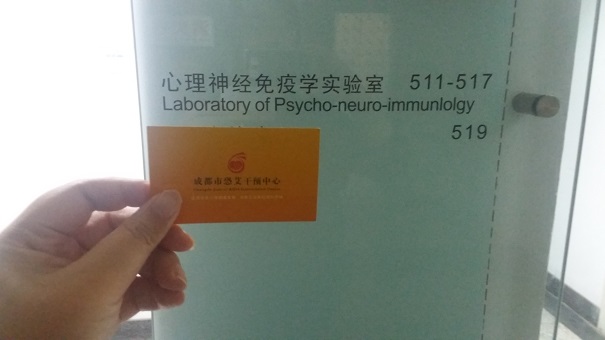 心理神经免疫学实验室 511-517
Laboratory of Psycho-neuro-immunlolgy
519
成都市恐艾干预中心